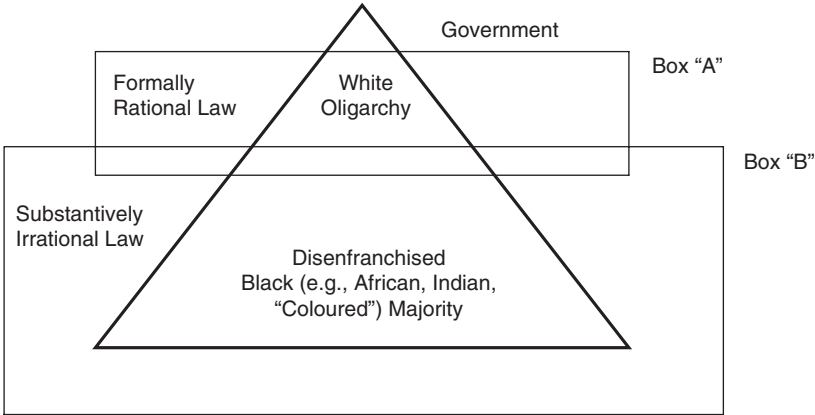 Government
Box “A”
Formally
Rational Law
White
Oligarchy
Box “B”
Substantively
Irrational Law
Disenfranchised
Black (e.g., African, Indian,
“Coloured”) Majority